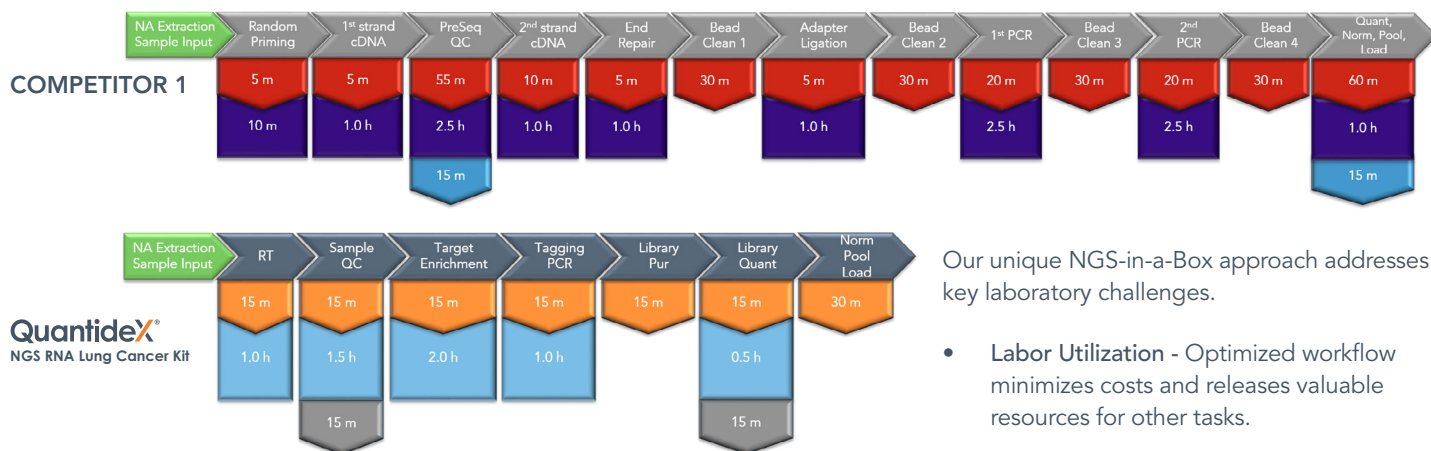 NA Extraction
Sample Input
Random
Priming
1st strand
cDNA
PreSeq
QC
2nd strand
cDNA
End
Repair
Bead
Clean 1
Adapter
Ligation
Bead
Clean 2
1st PCR
Bead
Clean 3
2nd
PCR
Bead
Clean 4
Quant,
Norm, Pool,
Load
COMPETITOR 1
5 m
5 m
55 m
10 m
5 m
30 m
5 m
30 m
20 m
30 m
20 m
30 m
60 m
10 m
1.0 h
2.5 h
1.0 h
1.0 h
1.0 h
2.5 h
2.5 h
1.0 h
15 m
15 m
NA Extraction
Sample Input
RT
Sample
QC
Target
Enrichment
Tagging
PCR
Library
Pur
Library
Quant
Norm
Pool
Load
QuantideX®
NGS RNA Lung Cancer Kit
15 m
15 m
15 m
15 m
15 m
15 m
30 m
1.0 h
1.5 h
2.0 h
1.0 h
0.5 h
15 m
15 m
Our unique NGS-in-a-Box approach addresses
key laboratory challenges.
• Labor Utilization - Optimized workflow
minimizes costs and releases valuable
resources for other tasks.